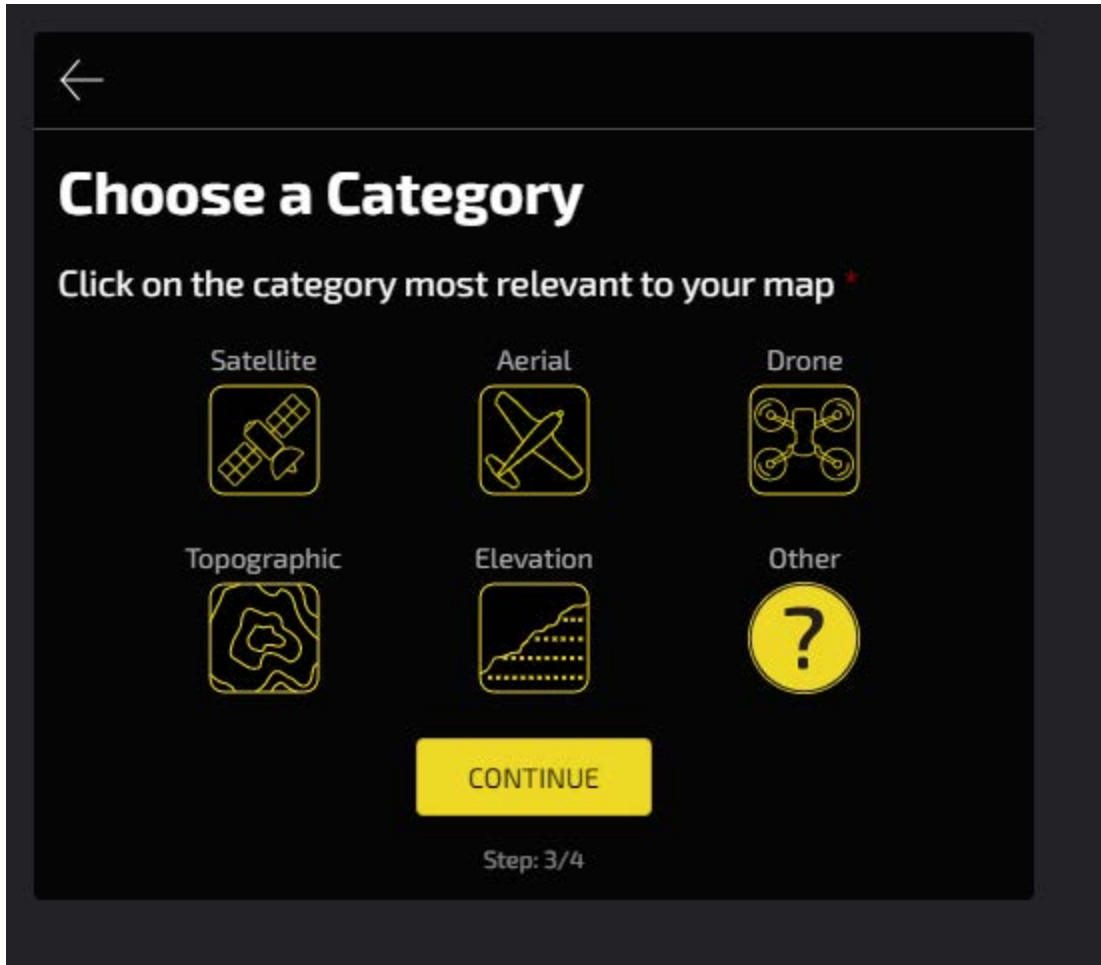 Choose a Category
Click on the category most relevant to your map *
Satellite Aerial Drone
Topographic Elevation Other
?
CONTINUE
Step: 3/4